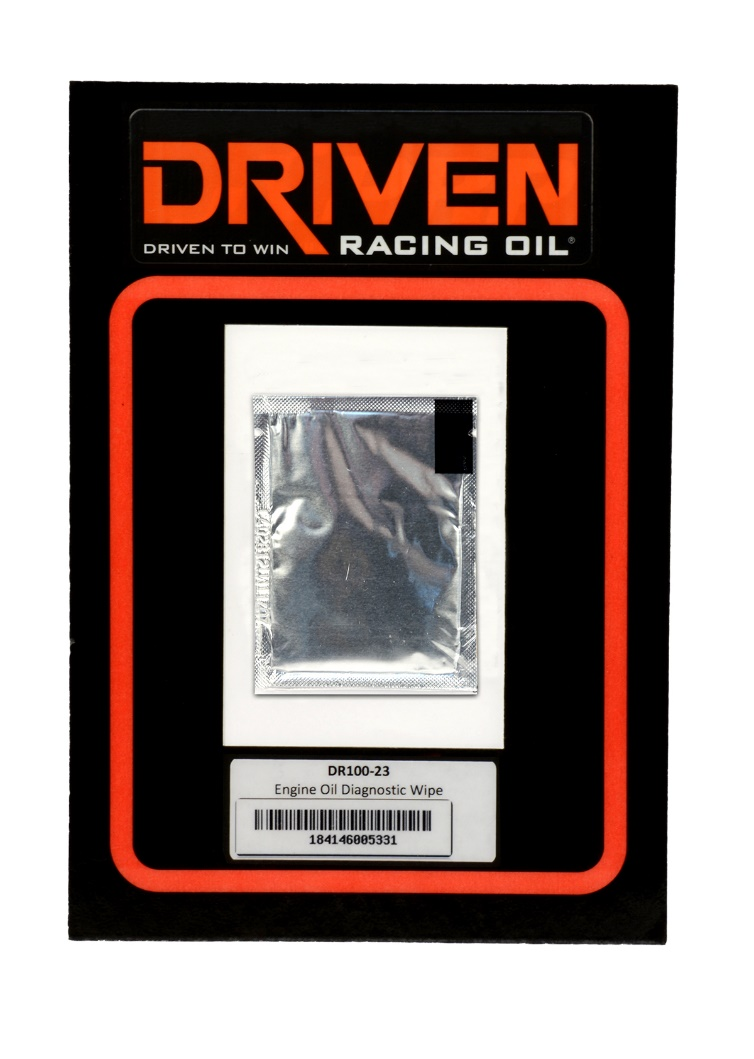 DRIVEN
DRIVEN TO WIN RACING OIL®
DR100-23
Engine Oil Diagnostic Wipe
184146005331